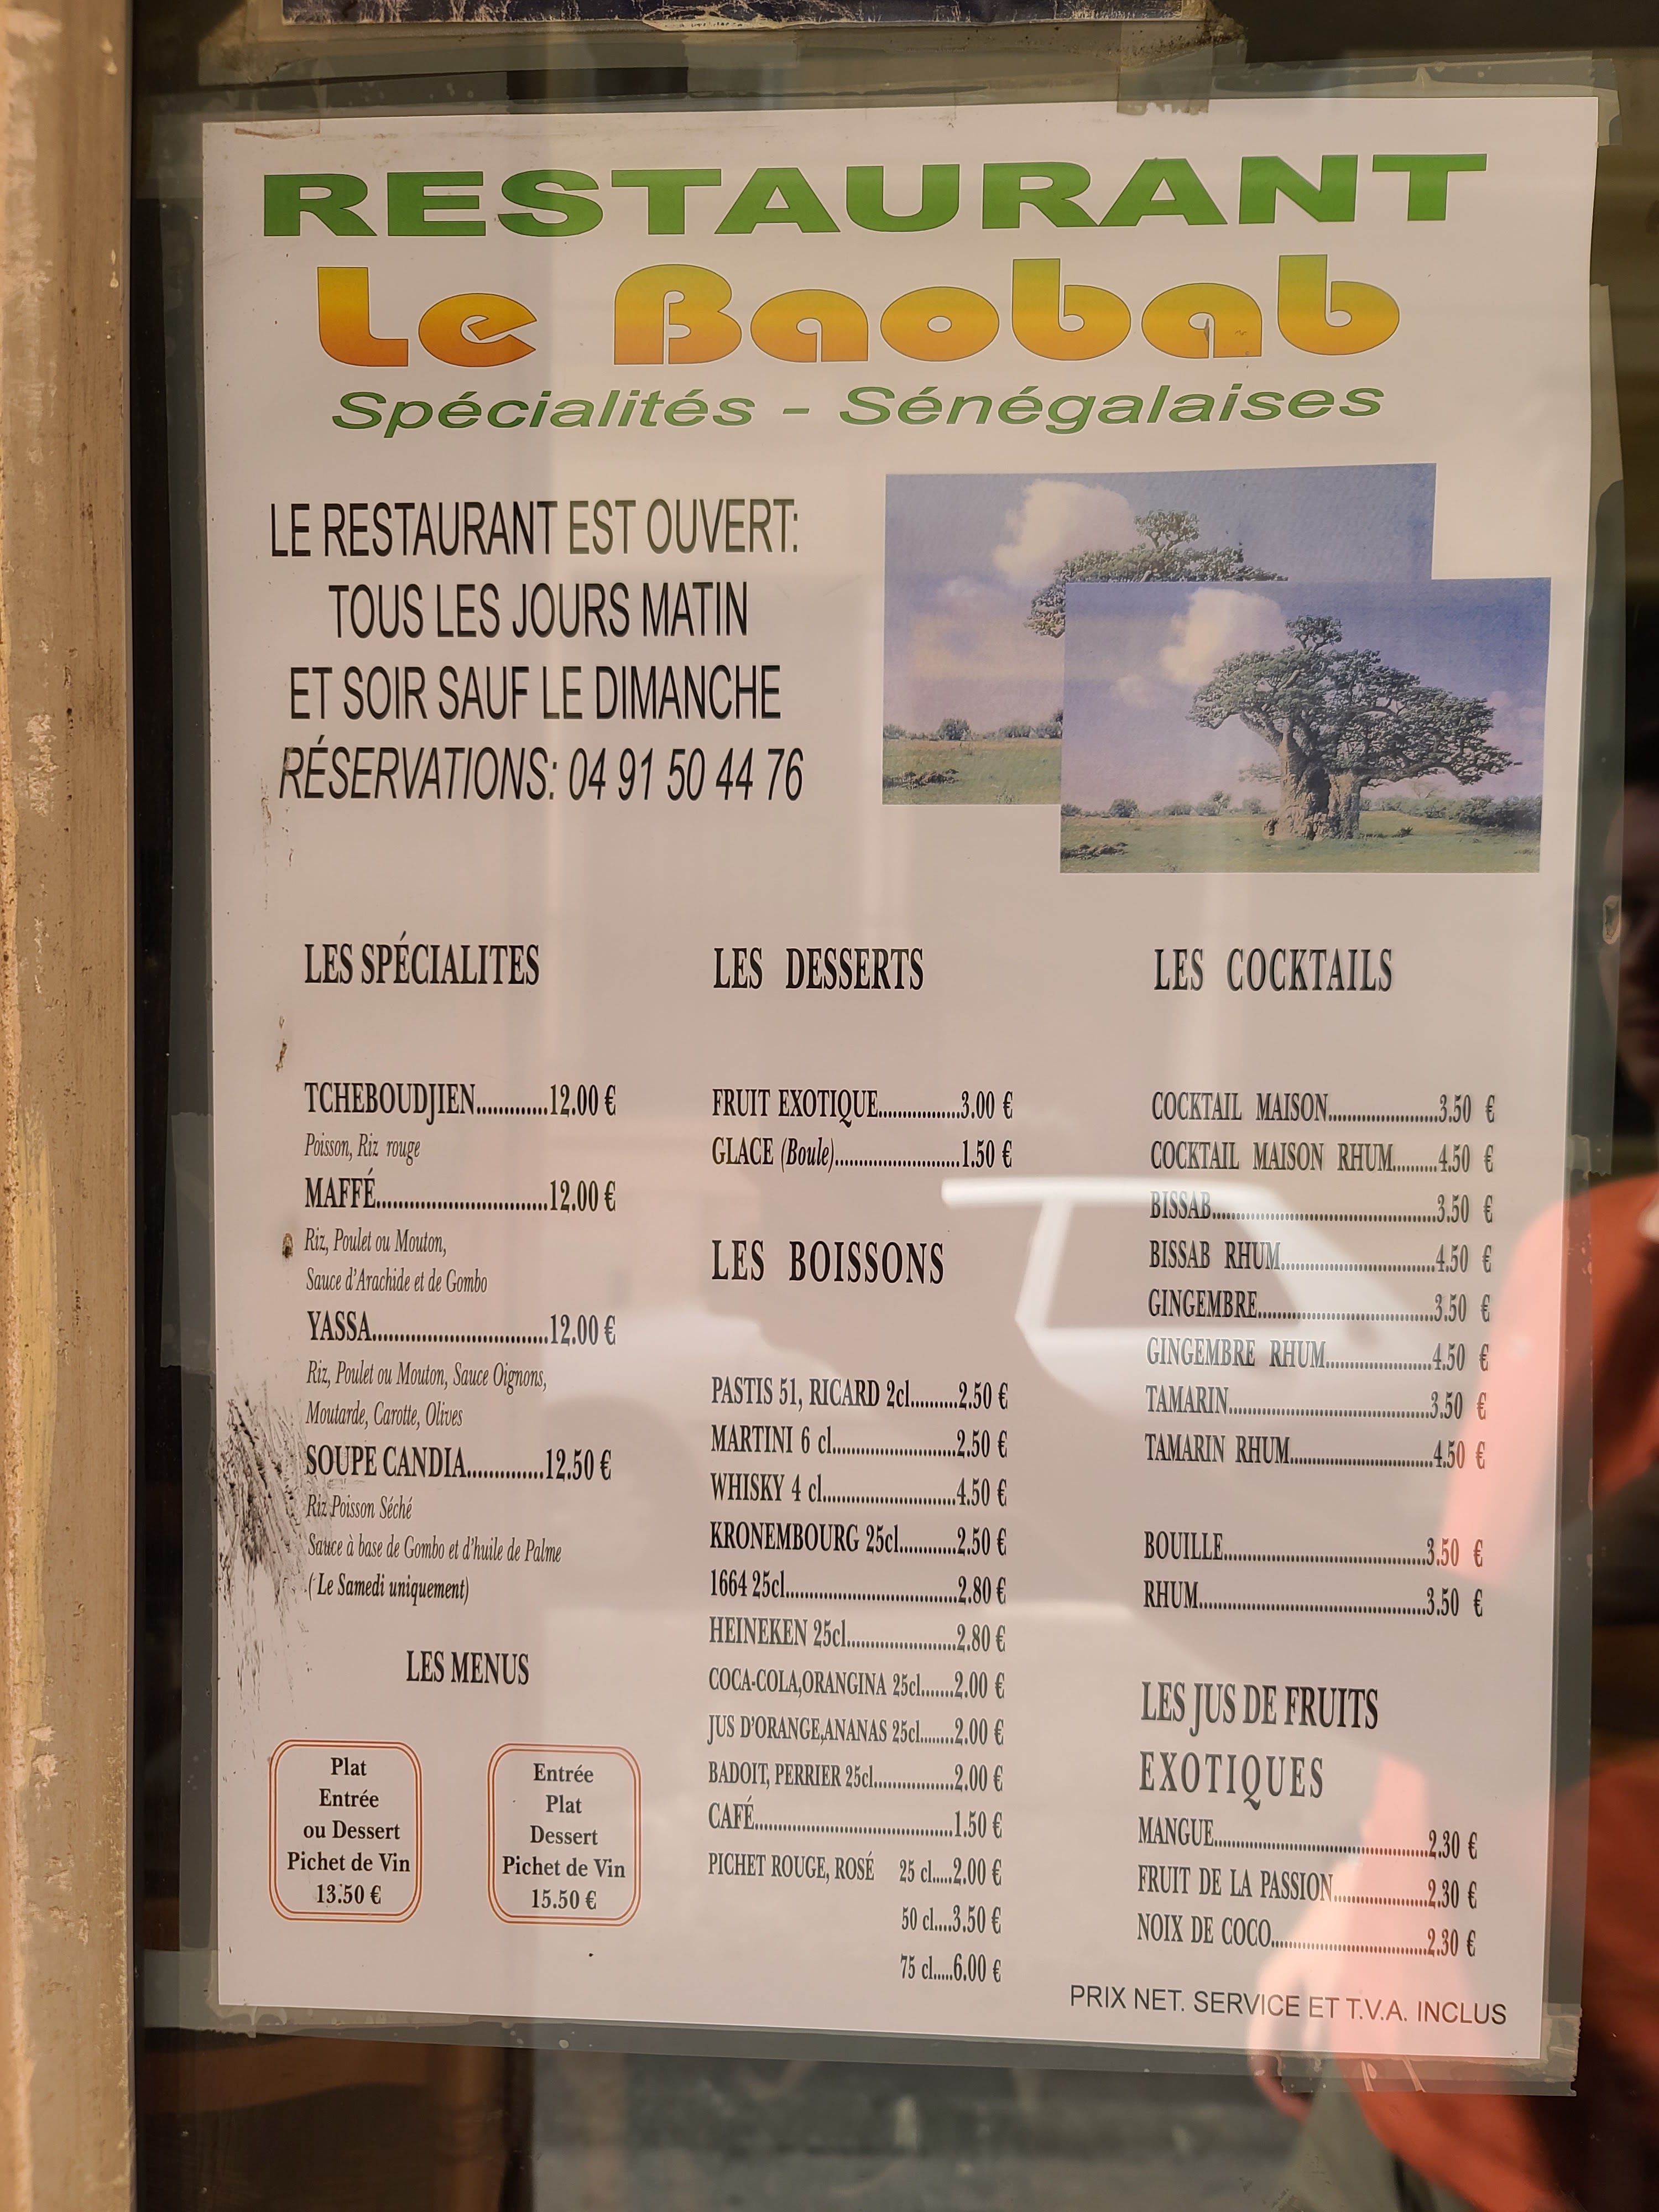 RESTAURANT
Le Baobab
Spécialités - Sénégalaises
LE RESTAURANT EST OUVERT:
TOUS LES JOURS MATIN
ET SOIR SAUF LE DIMANCHE
RÉSERVATIONS: 04 91 50 44 76
LES SPÉCIALITES
TCHEBOUDJIEN.............12.00 €
Poisson, Riz rouge
MAFFÉ...............................12.00 €
Riz, Poulet ou Mouton,
Sauce d'Arachide et de Gombo
YASSA................................12.00 €
Riz, Poulet ou Mouton, Sauce Oignons,
Moutarde, Carotte, Olives
SOUPE CANDIA..............12.50 €
Riz Poisson Séché
Sauce à base de Gombo et d'huile de Palme
( Le Samedi uniquement)
LES MENUS
Plat
Entrée
ou Dessert
Pichet de Vin
13.50 €
Entrée
Plat
Dessert
Pichet de Vin
15.50 €
LES DESSERTS
FRUIT EXOTIQUE.................3.00 €
GLACE (Boule)..........................1.50 €
LES BOISSONS
PASTIS 51, RICARD 2cl..........2.50 €
MARTINI 6 cl..........................2.50 €
WHISKY 4 cl............................4.50 €
KRONEMBOURG 25cl............2.50 €
1664 25cl....................................2.80 €
HEINEKEN 25cl.......................2.80 €
COCA-COLA,ORANGINA 25cl.......2.00 €
JUS D'ORANGE,ANANAS 25cl.......2.00 €
BADOIT, PERRIER 25cl.................2.00 €
CAFÉ..........................................1.50 €
PICHET ROUGE, ROSÉ 25 cl.....2.00 €
50 cl....3.50 €
75 cl.....6.00 €
LES COCKTAILS
COCKTAIL MAISON.......................3.50 €
COCKTAIL MAISON RHUM.........4.50 €
BISSAB...............................................3.50 €
BISSAB RHUM................................4.50 €
GINGEMBRE.....................................3.50 €
GINGEMBRE RHUM......................4.50 €
TAMARIN..........................................3.50 €
TAMARIN RHUM..............................4.50 €
BOUILLE..........................................3.50 €
RHUM................................................3.50 €
LES JUS DE FRUITS
EXOTIQUES
MANGUE.............................................2.30 €
FRUIT DE LA PASSION....................2.30 €
NOIX DE COCO.................................2.30 €
PRIX NET. SERVICE ET T.V.A. INCLUS